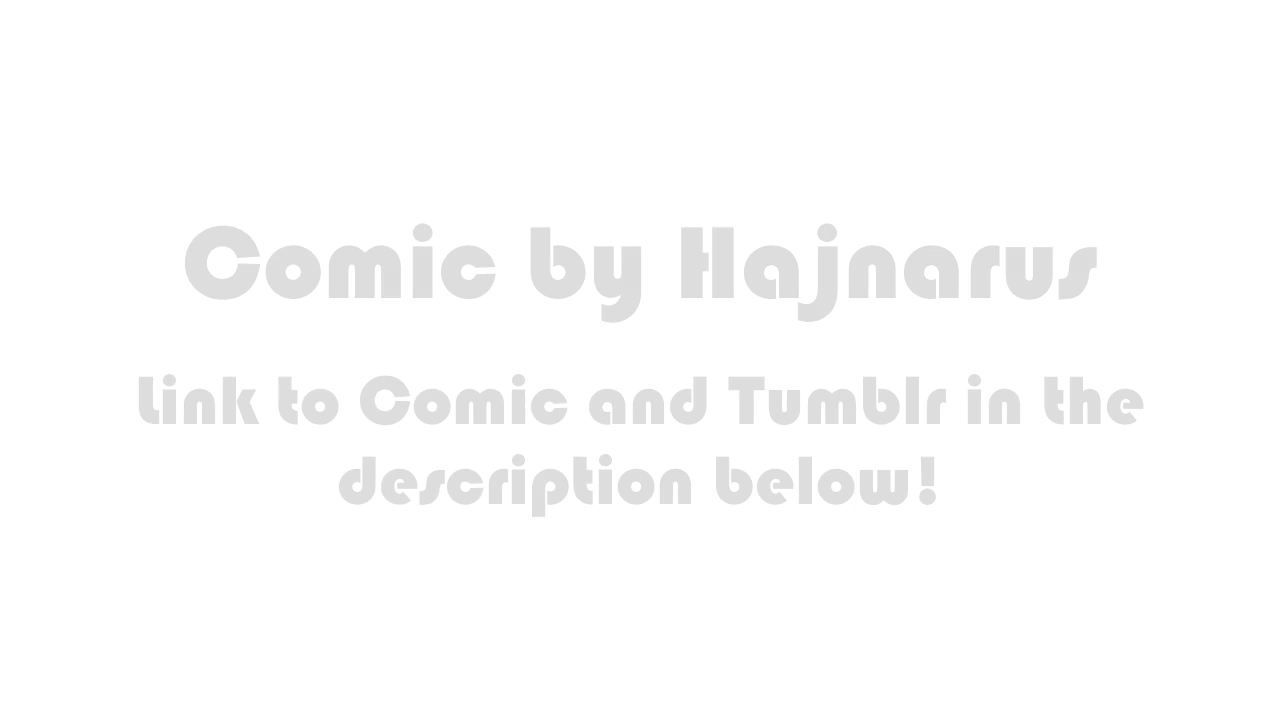 Comic by Hajnarus
Link to Comic and Tumblr in the
description below!